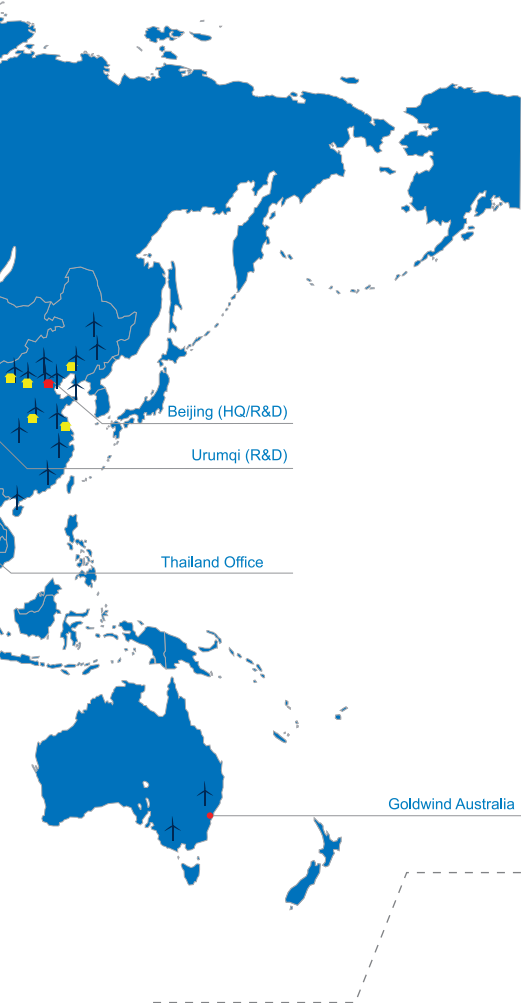 Beijing (HQ/R&D)
Urumqi (R&D)
Thailand Office
Goldwind Australia